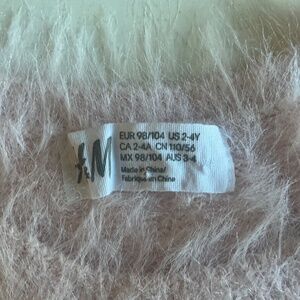 H&M
EUR 98/104 US 2-4Y
CA 2-4A CN 110/56
MX 98/104 AUS 3-4
Made in China/
Fabriqué en Chine